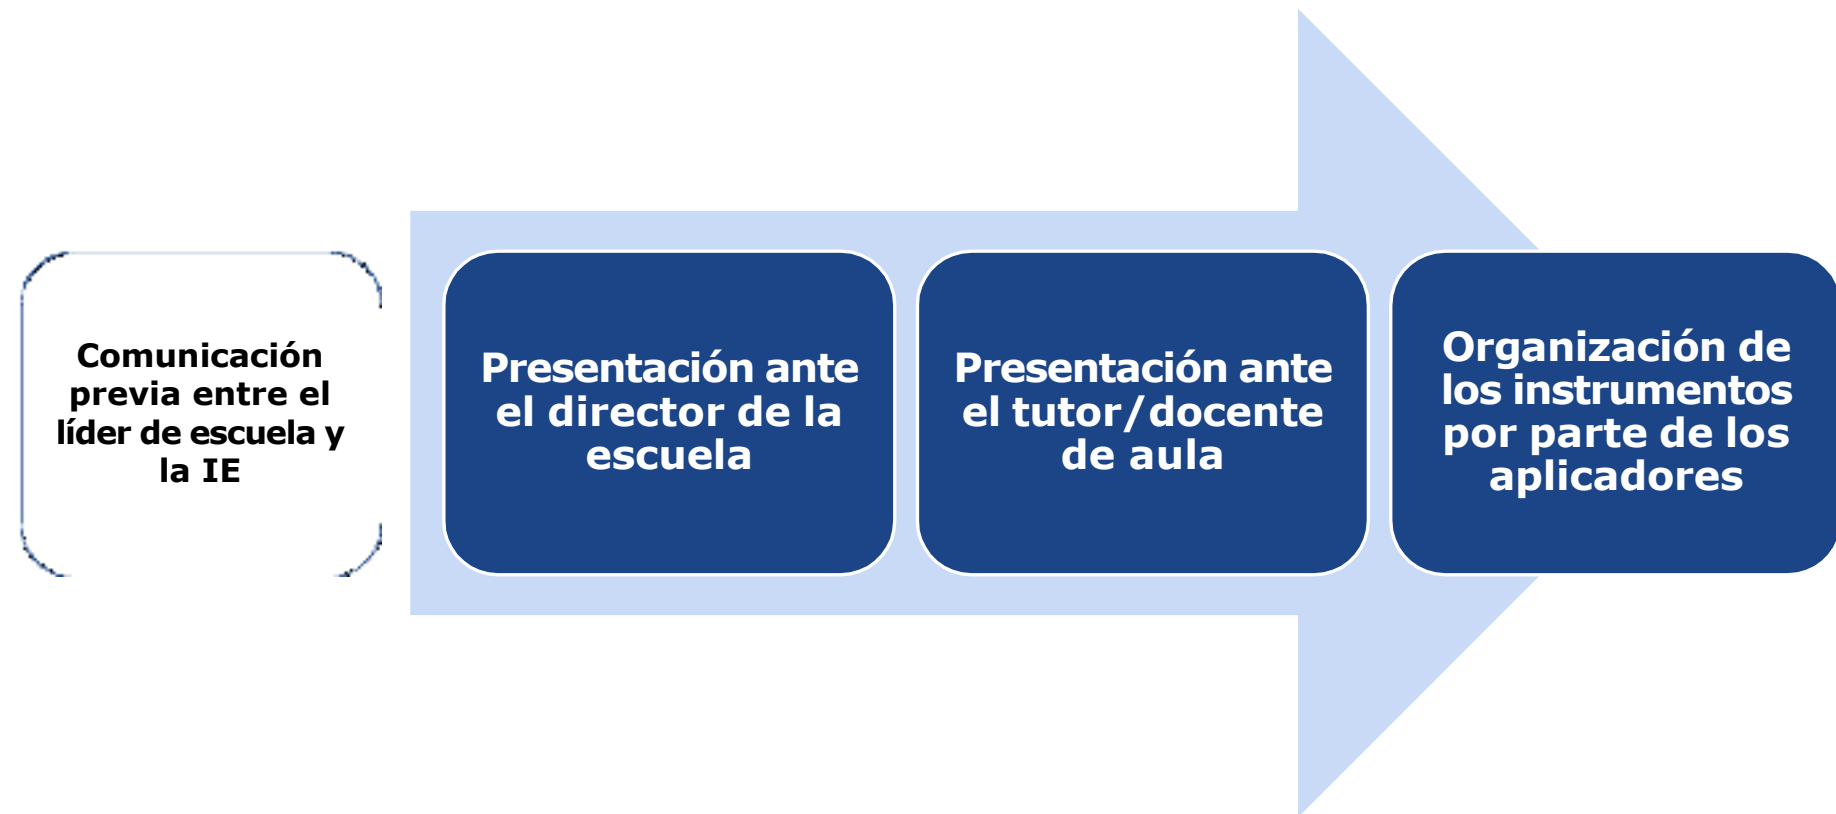 Comunicación
previa entre el
líder de escuela y
la IE
Presentación ante
el director de la
escuela
Presentación ante
el tutor/docente
de aula
Organización de
los instrumentos
por parte de los
aplicadores